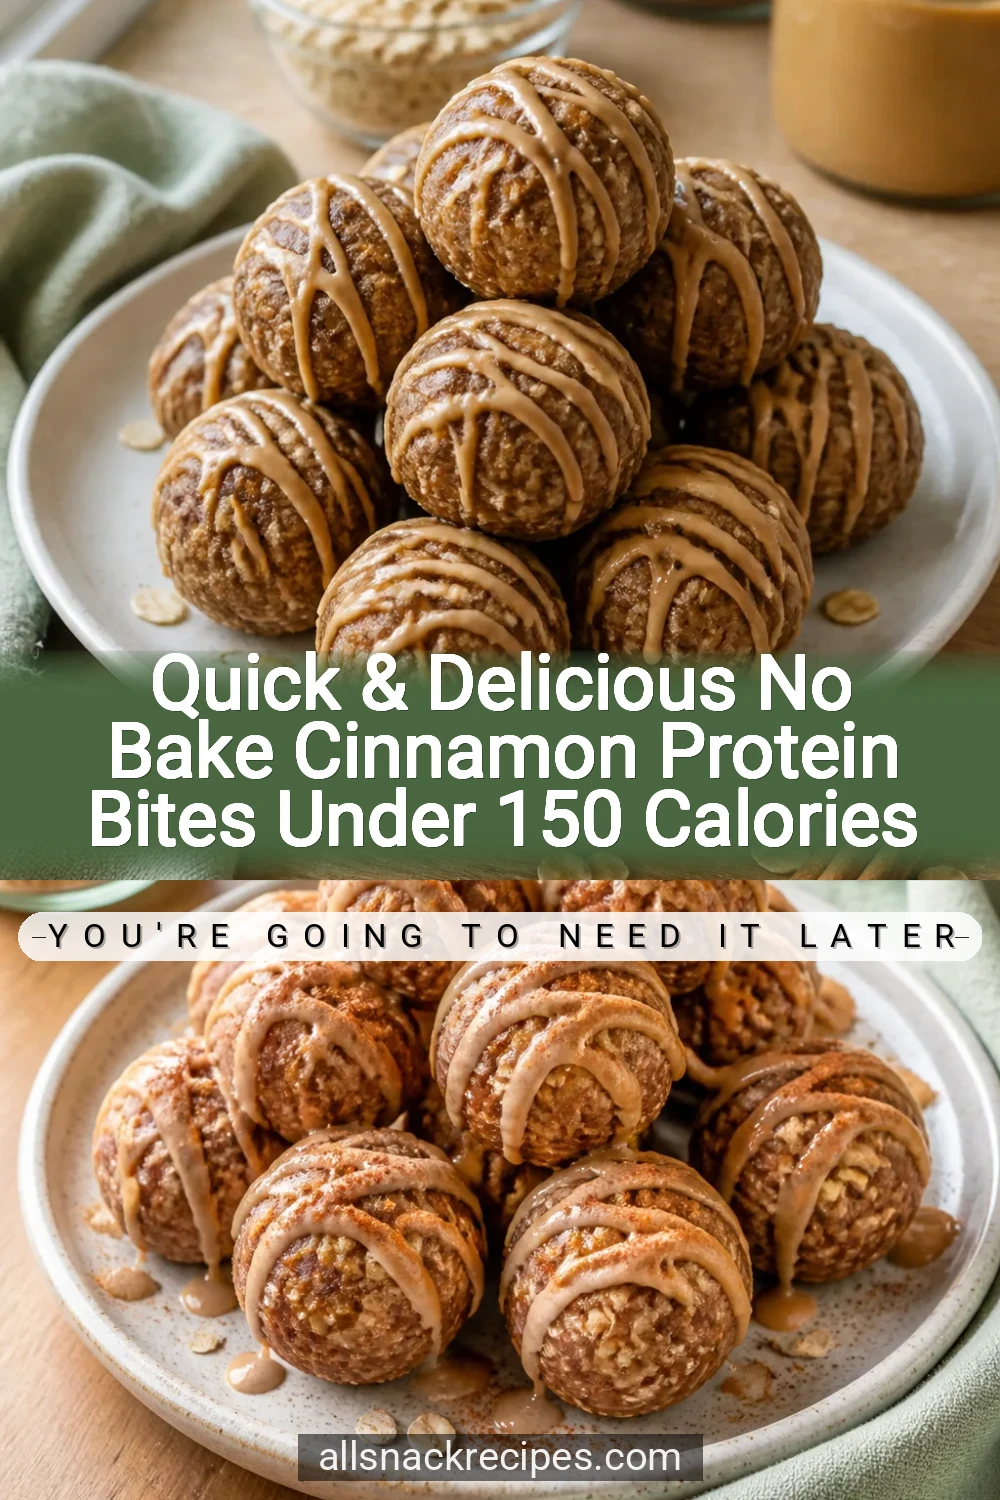 Quick & Delicious No
Bake Cinnamon Protein
Bites Under 150 Calories
–YOU'RE GOING TO NEED IT LATER–
allsnackrecipes.com